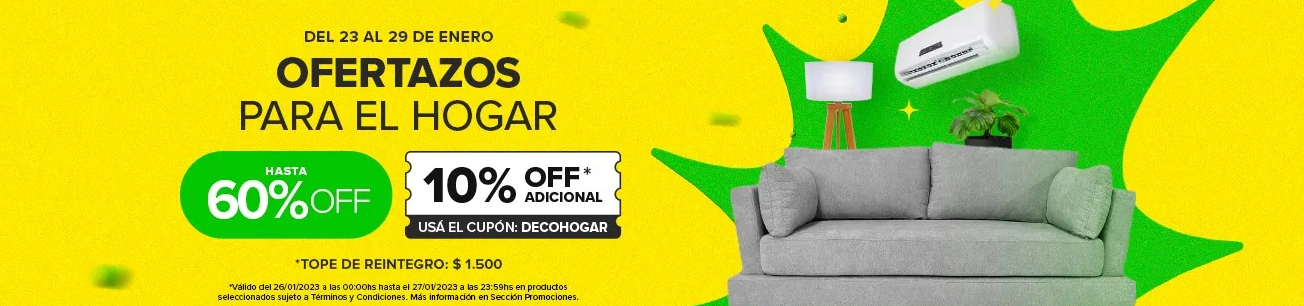 DEL 23 AL 29 DE ENERO
OFERTAZOS
PARA EL HOGAR
HASTA
60% OFF
10% OFF*
ADICIONAL
USÁ EL CUPÓN: DECOHOGAR
*TOPE DE REINTEGRO: $ 1.500
*Válido del 26/01/2023 a las 00:00hs hasta el 27/01/2023 a las 23:59hs en productos
seleccionados sujeto a Términos y Condiciones. Más información en Sección Promociones.